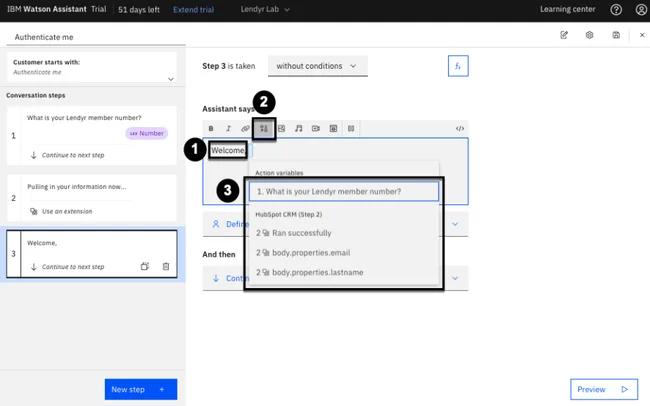 IBM Watson Assistant Trial 51 days left Extend trial Lendyr Lab Learning center
Authenticate me
Customer starts with:
Authenticate me
Conversation steps
1
What is your Lendyr member number?
Number
Continue to next step
2
Pulling in your information now...
Use an extension
3
Welcome,
Continue to next step
New step +
Step 3 is taken
without conditions
fx
Assistant says
2
B I </>
1
Welcome,
3
Action variables
1. What is your Lendyr member number?
HubSpot CRM (Step 2)
2 Ran successfully
2 body.properties.email
2 body.properties.lastname
Define
And then
Contin
Preview